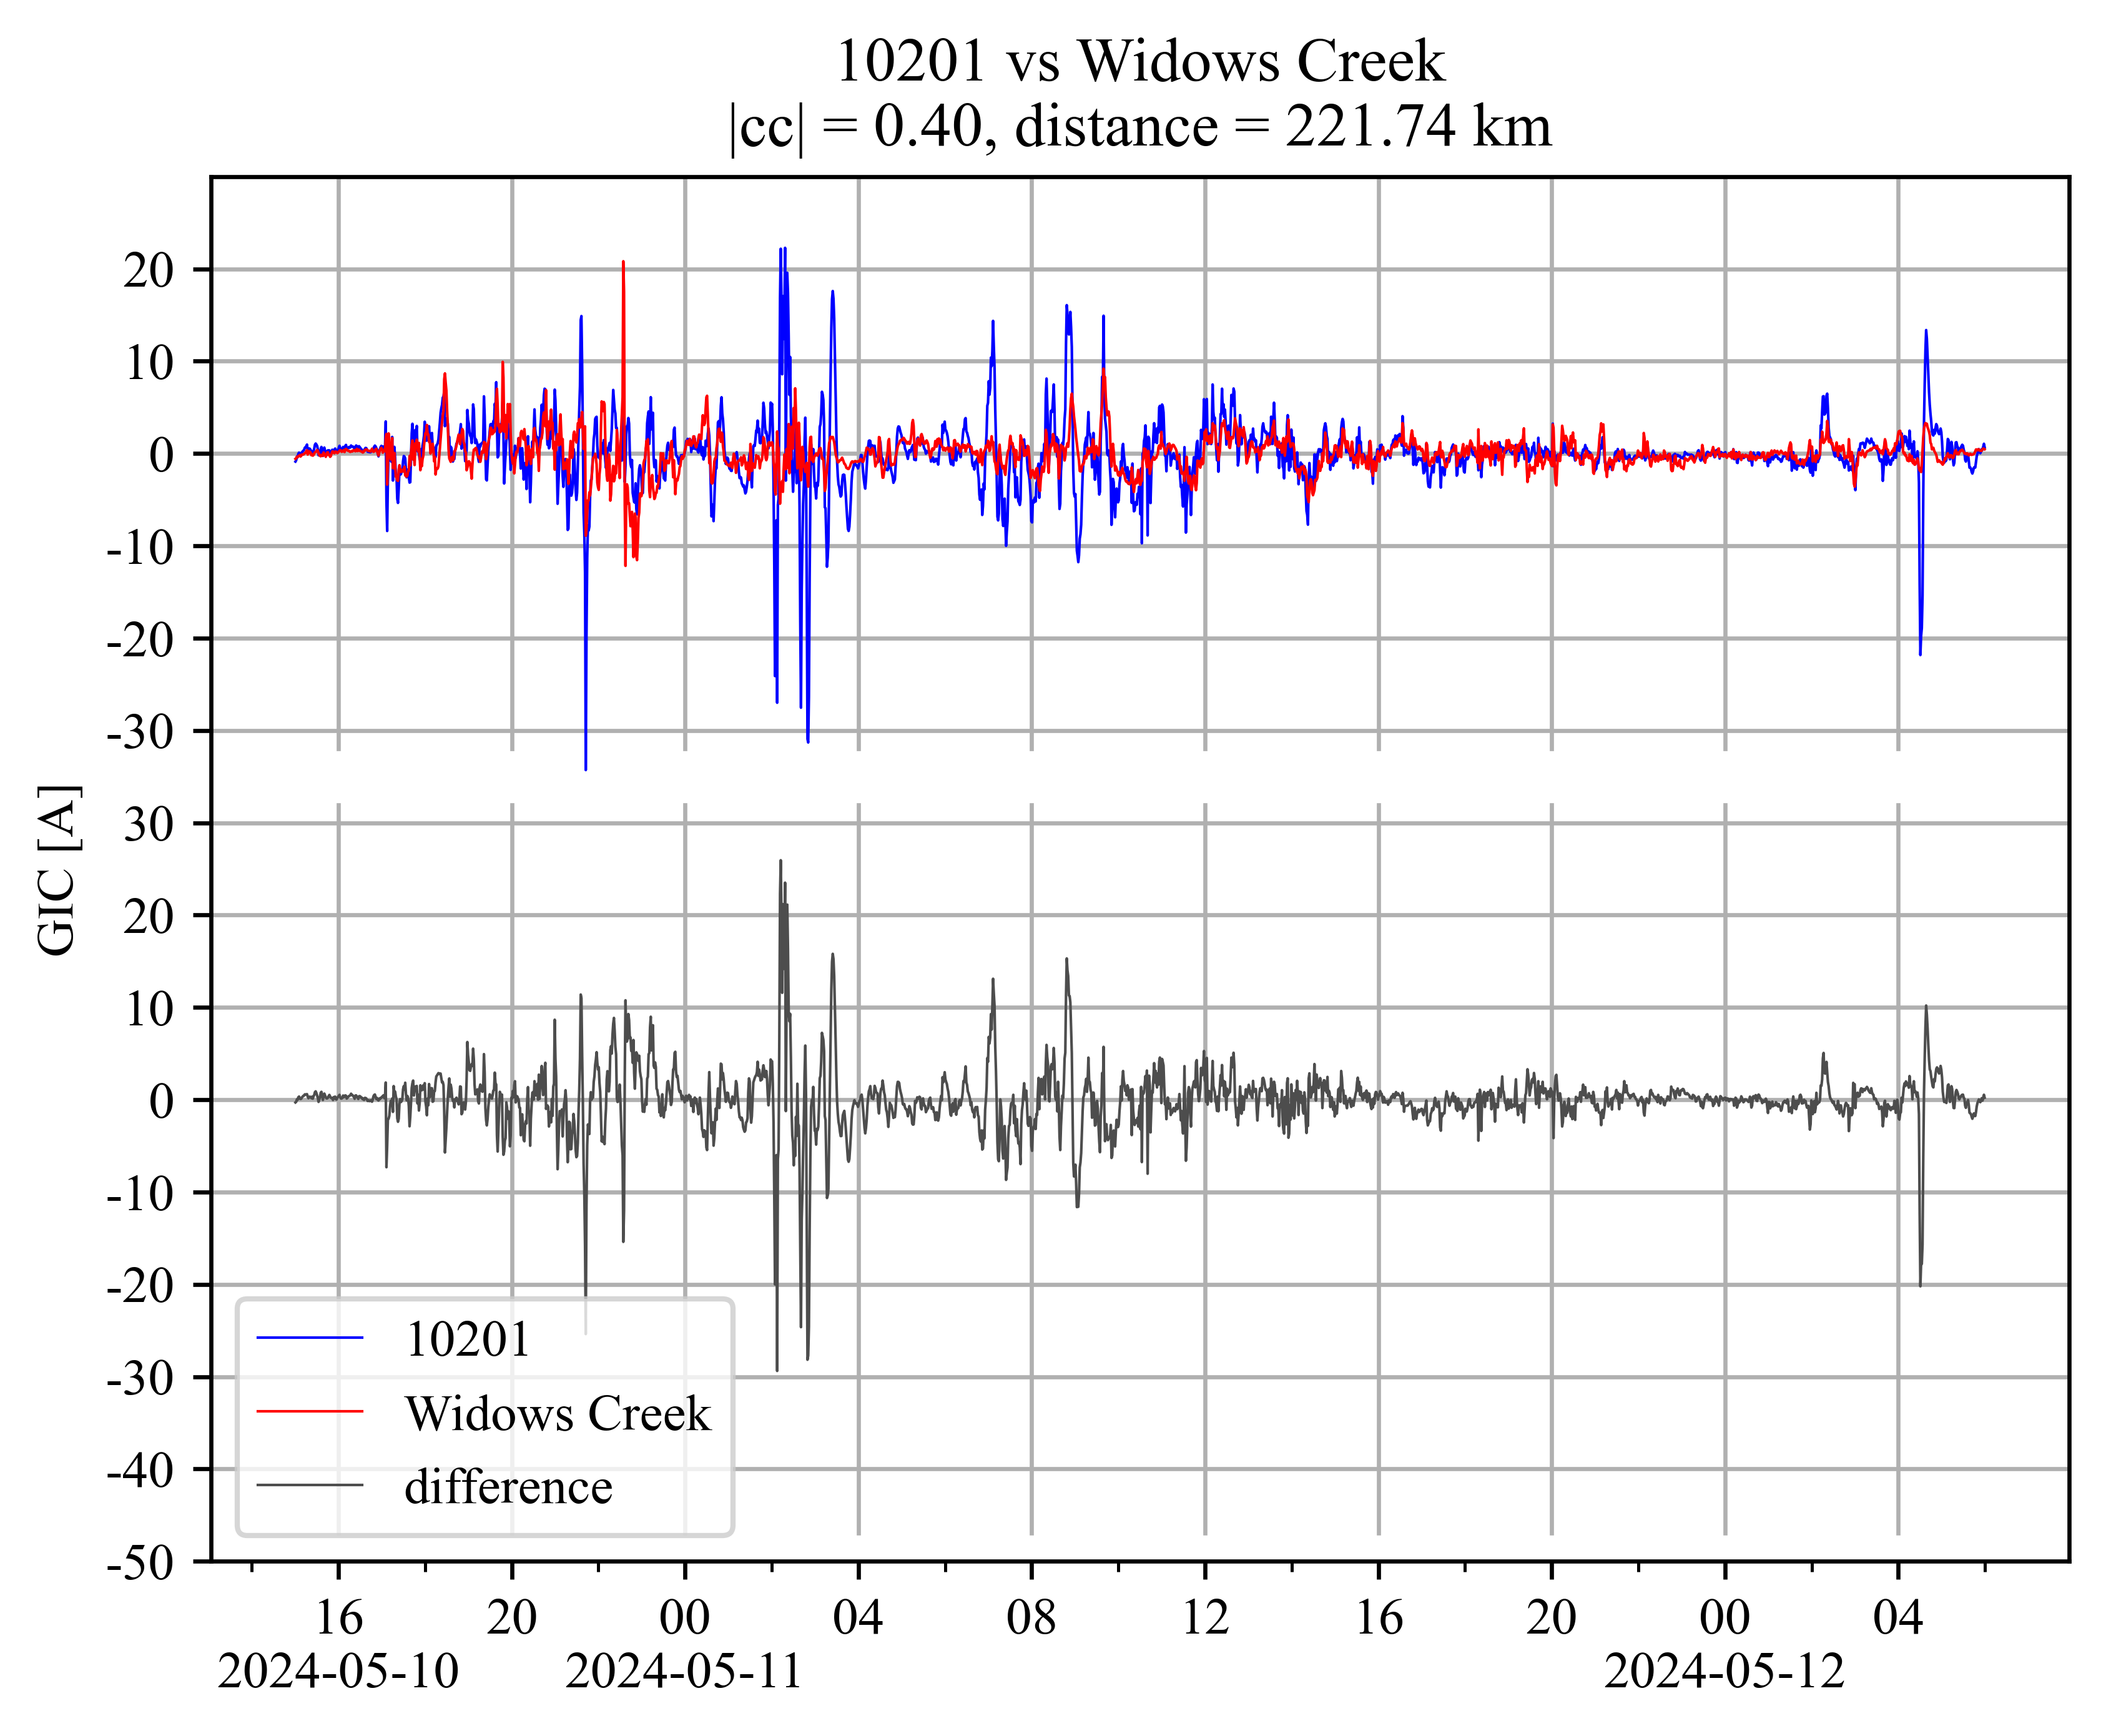 10201 vs Widows Creek
|cc| = 0.40, distance = 221.74 km
GIC [A]
20
10
0
-10
-20
-30
30
20
10
0
-10
-20
-30
-40
-50
10201
Widows Creek
difference
16 20 00 04 08 12 16 20 00 04
2024-05-10 2024-05-11 2024-05-12